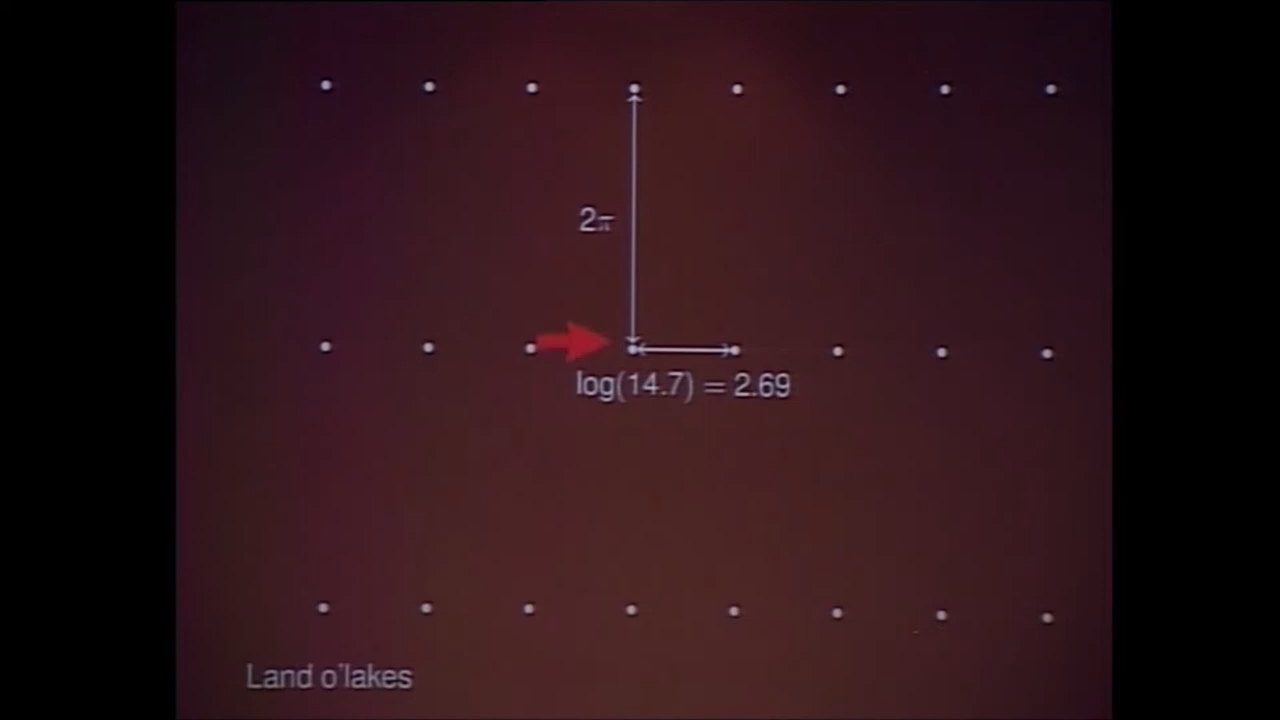 2π
log(14.7) = 2.69
Land o'lakes